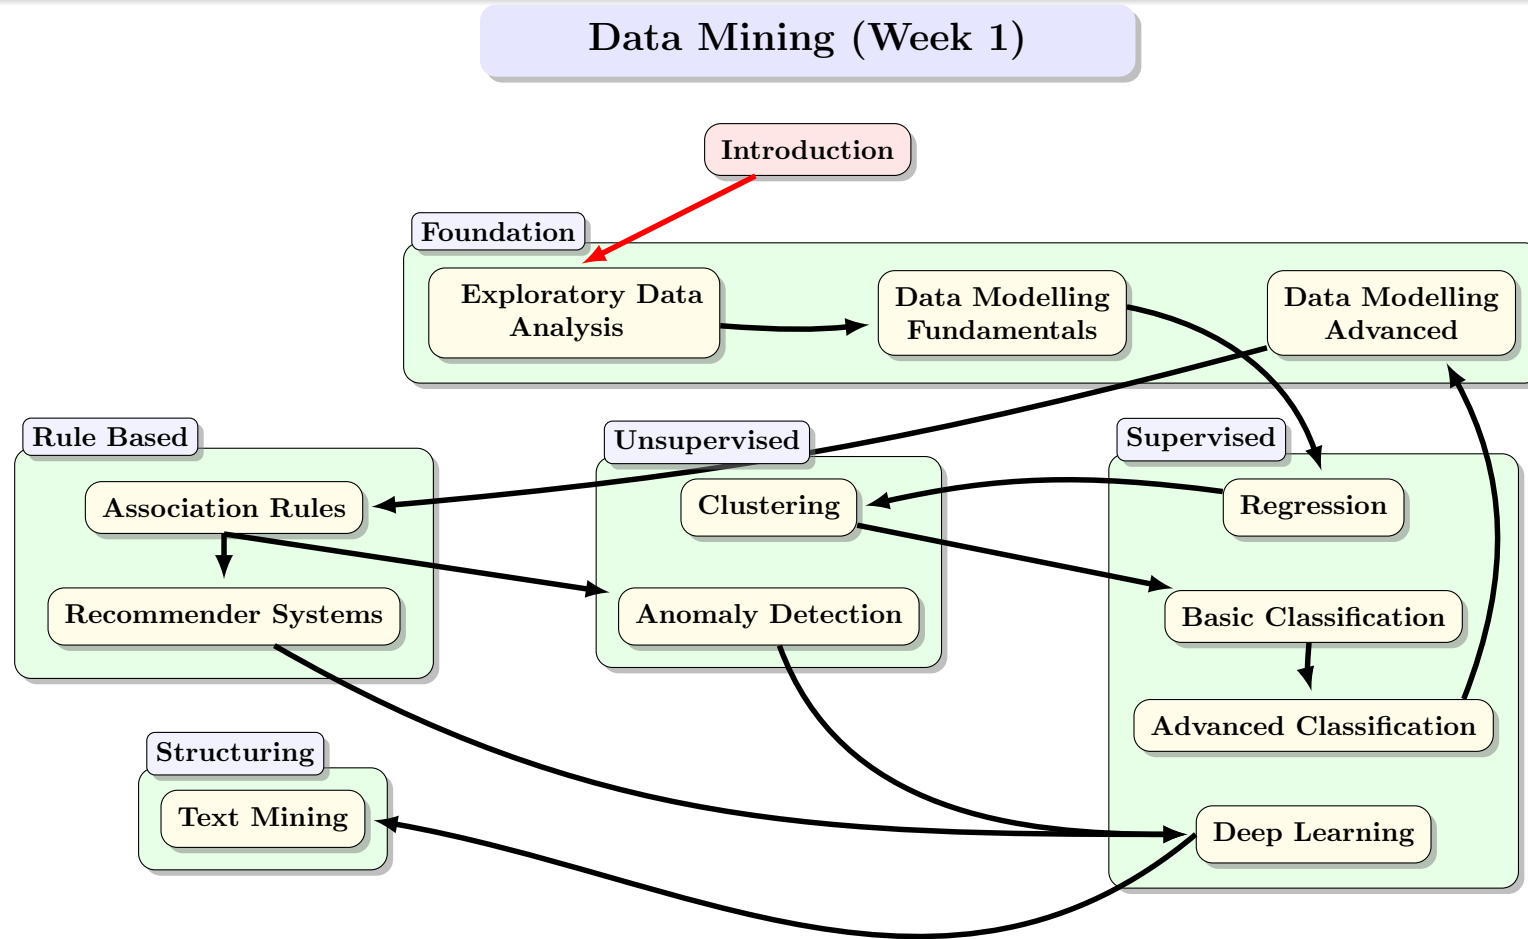 Data Mining (Week 1)
Introduction
Foundation
Exploratory Data
Analysis
Data Modelling
Fundamentals
Data Modelling
Advanced
Rule Based
Association Rules
Recommender Systems
Unsupervised
Clustering
Anomaly Detection
Supervised
Regression
Basic Classification
Advanced Classification
Deep Learning
Structuring
Text Mining